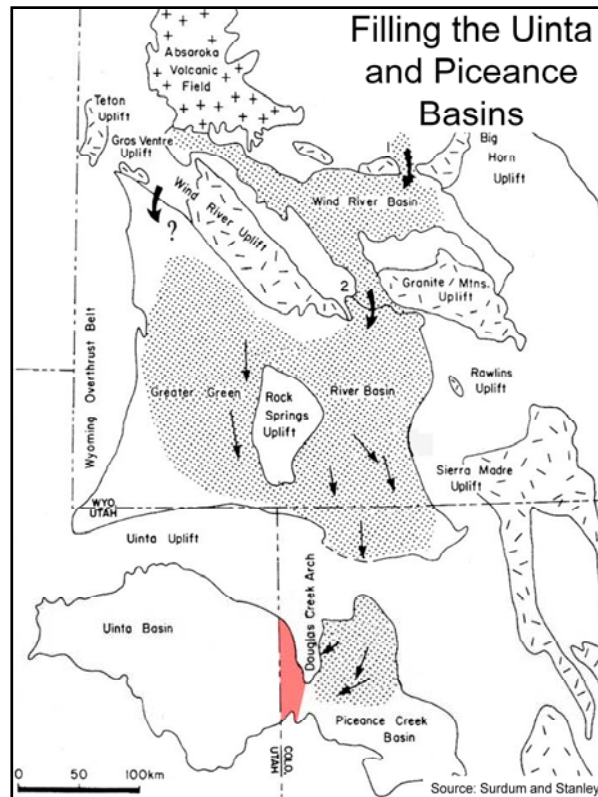 Filling the Uinta
and Piceance
Basins
Absaroka
Volcanic
Field
Teton
Uplift
Gros Ventre
Uplift
1
Big
Horn
Uplift
Wind River Basin
Wind River Uplift
?
2
Granite / Mtns.
Uplift
Wyoming Overthrust Belt
Greater Green
River Basin
Rock
Springs
Uplift
Rawlins
Uplift
Sierra Madre
Uplift
WYO.
UTAH
Uinta Uplift
Douglas Creek Arch
Uinta Basin
Piceance Creek
Basin
COLO.
UTAH
0 50 100km
Source: Surdum and Stanley